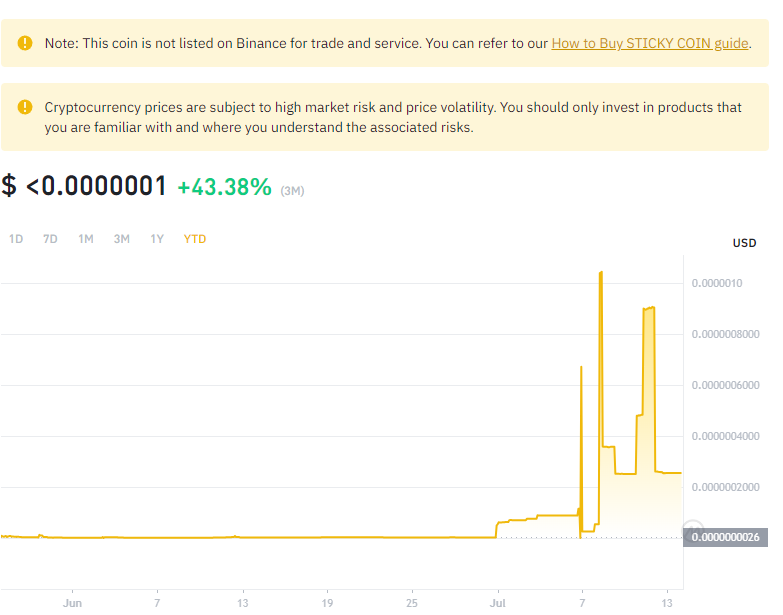 Note: This coin is not listed on Binance for trade and service. You can refer to our How to Buy STICKY COIN guide.
Cryptocurrency prices are subject to high market risk and price volatility. You should only invest in products that
you are familiar with and where you understand the associated risks.
$ <0.0000001 +43.38% (3M)
1D 7D 1M 3M 1Y YTD
USD
0.0000010
0.0000008000
0.0000006000
0.0000004000
0.0000002000
0.0000000026
Jun 7 13 19 25 Jul 7 13